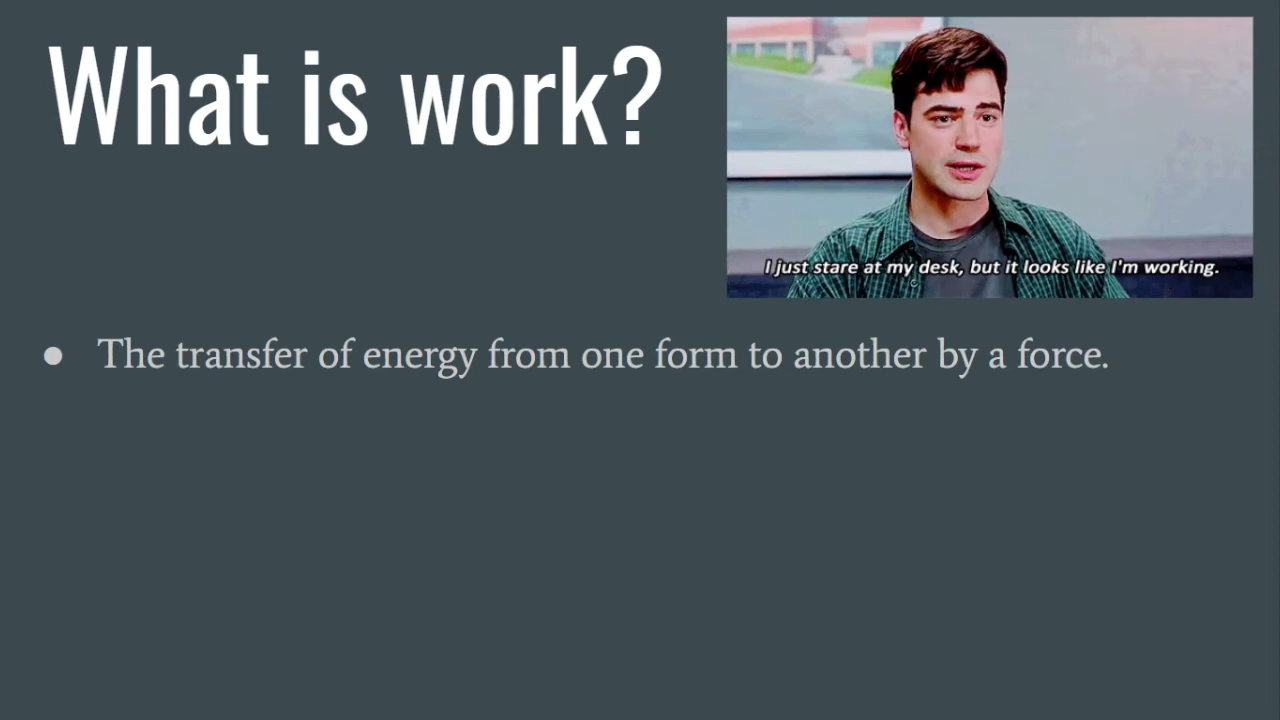 What is work?
I just stare at my desk, but it looks like I'm working.
● The transfer of energy from one form to another by a force.